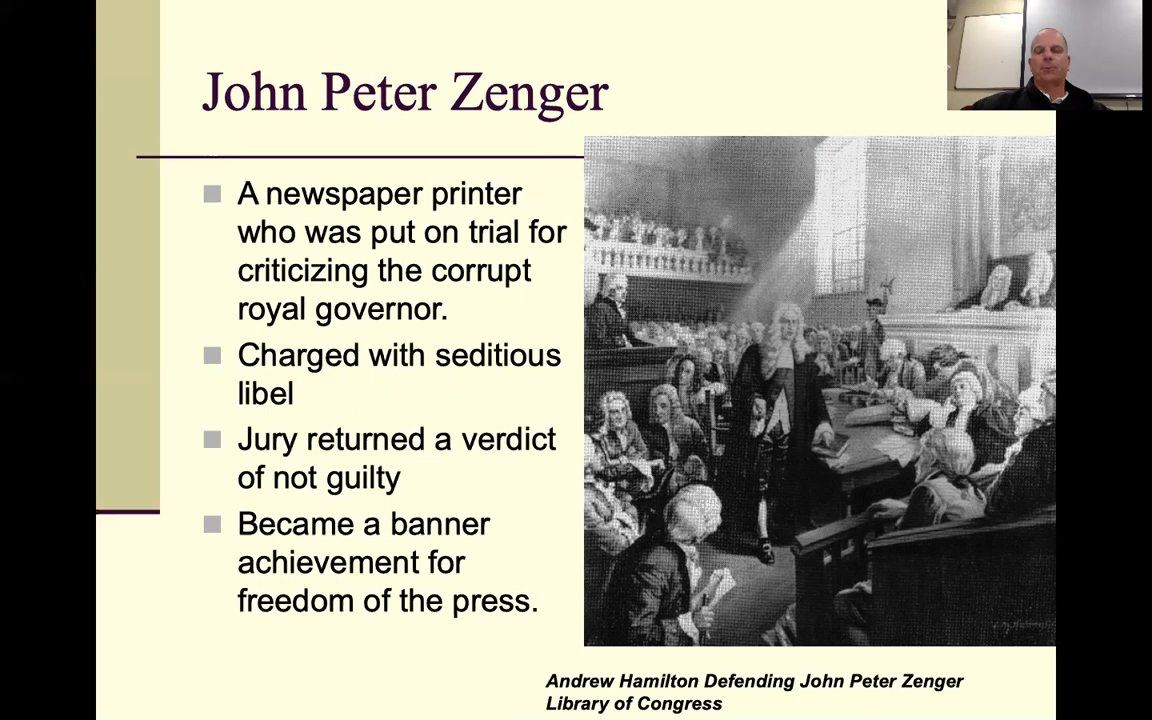 John Peter Zenger
A newspaper printer
who was put on trial for
criticizing the corrupt
royal governor.
Charged with seditious
libel
Jury returned a verdict
of not guilty
Became a banner
achievement for
freedom of the press.
Andrew Hamilton Defending John Peter Zenger
Library of Congress